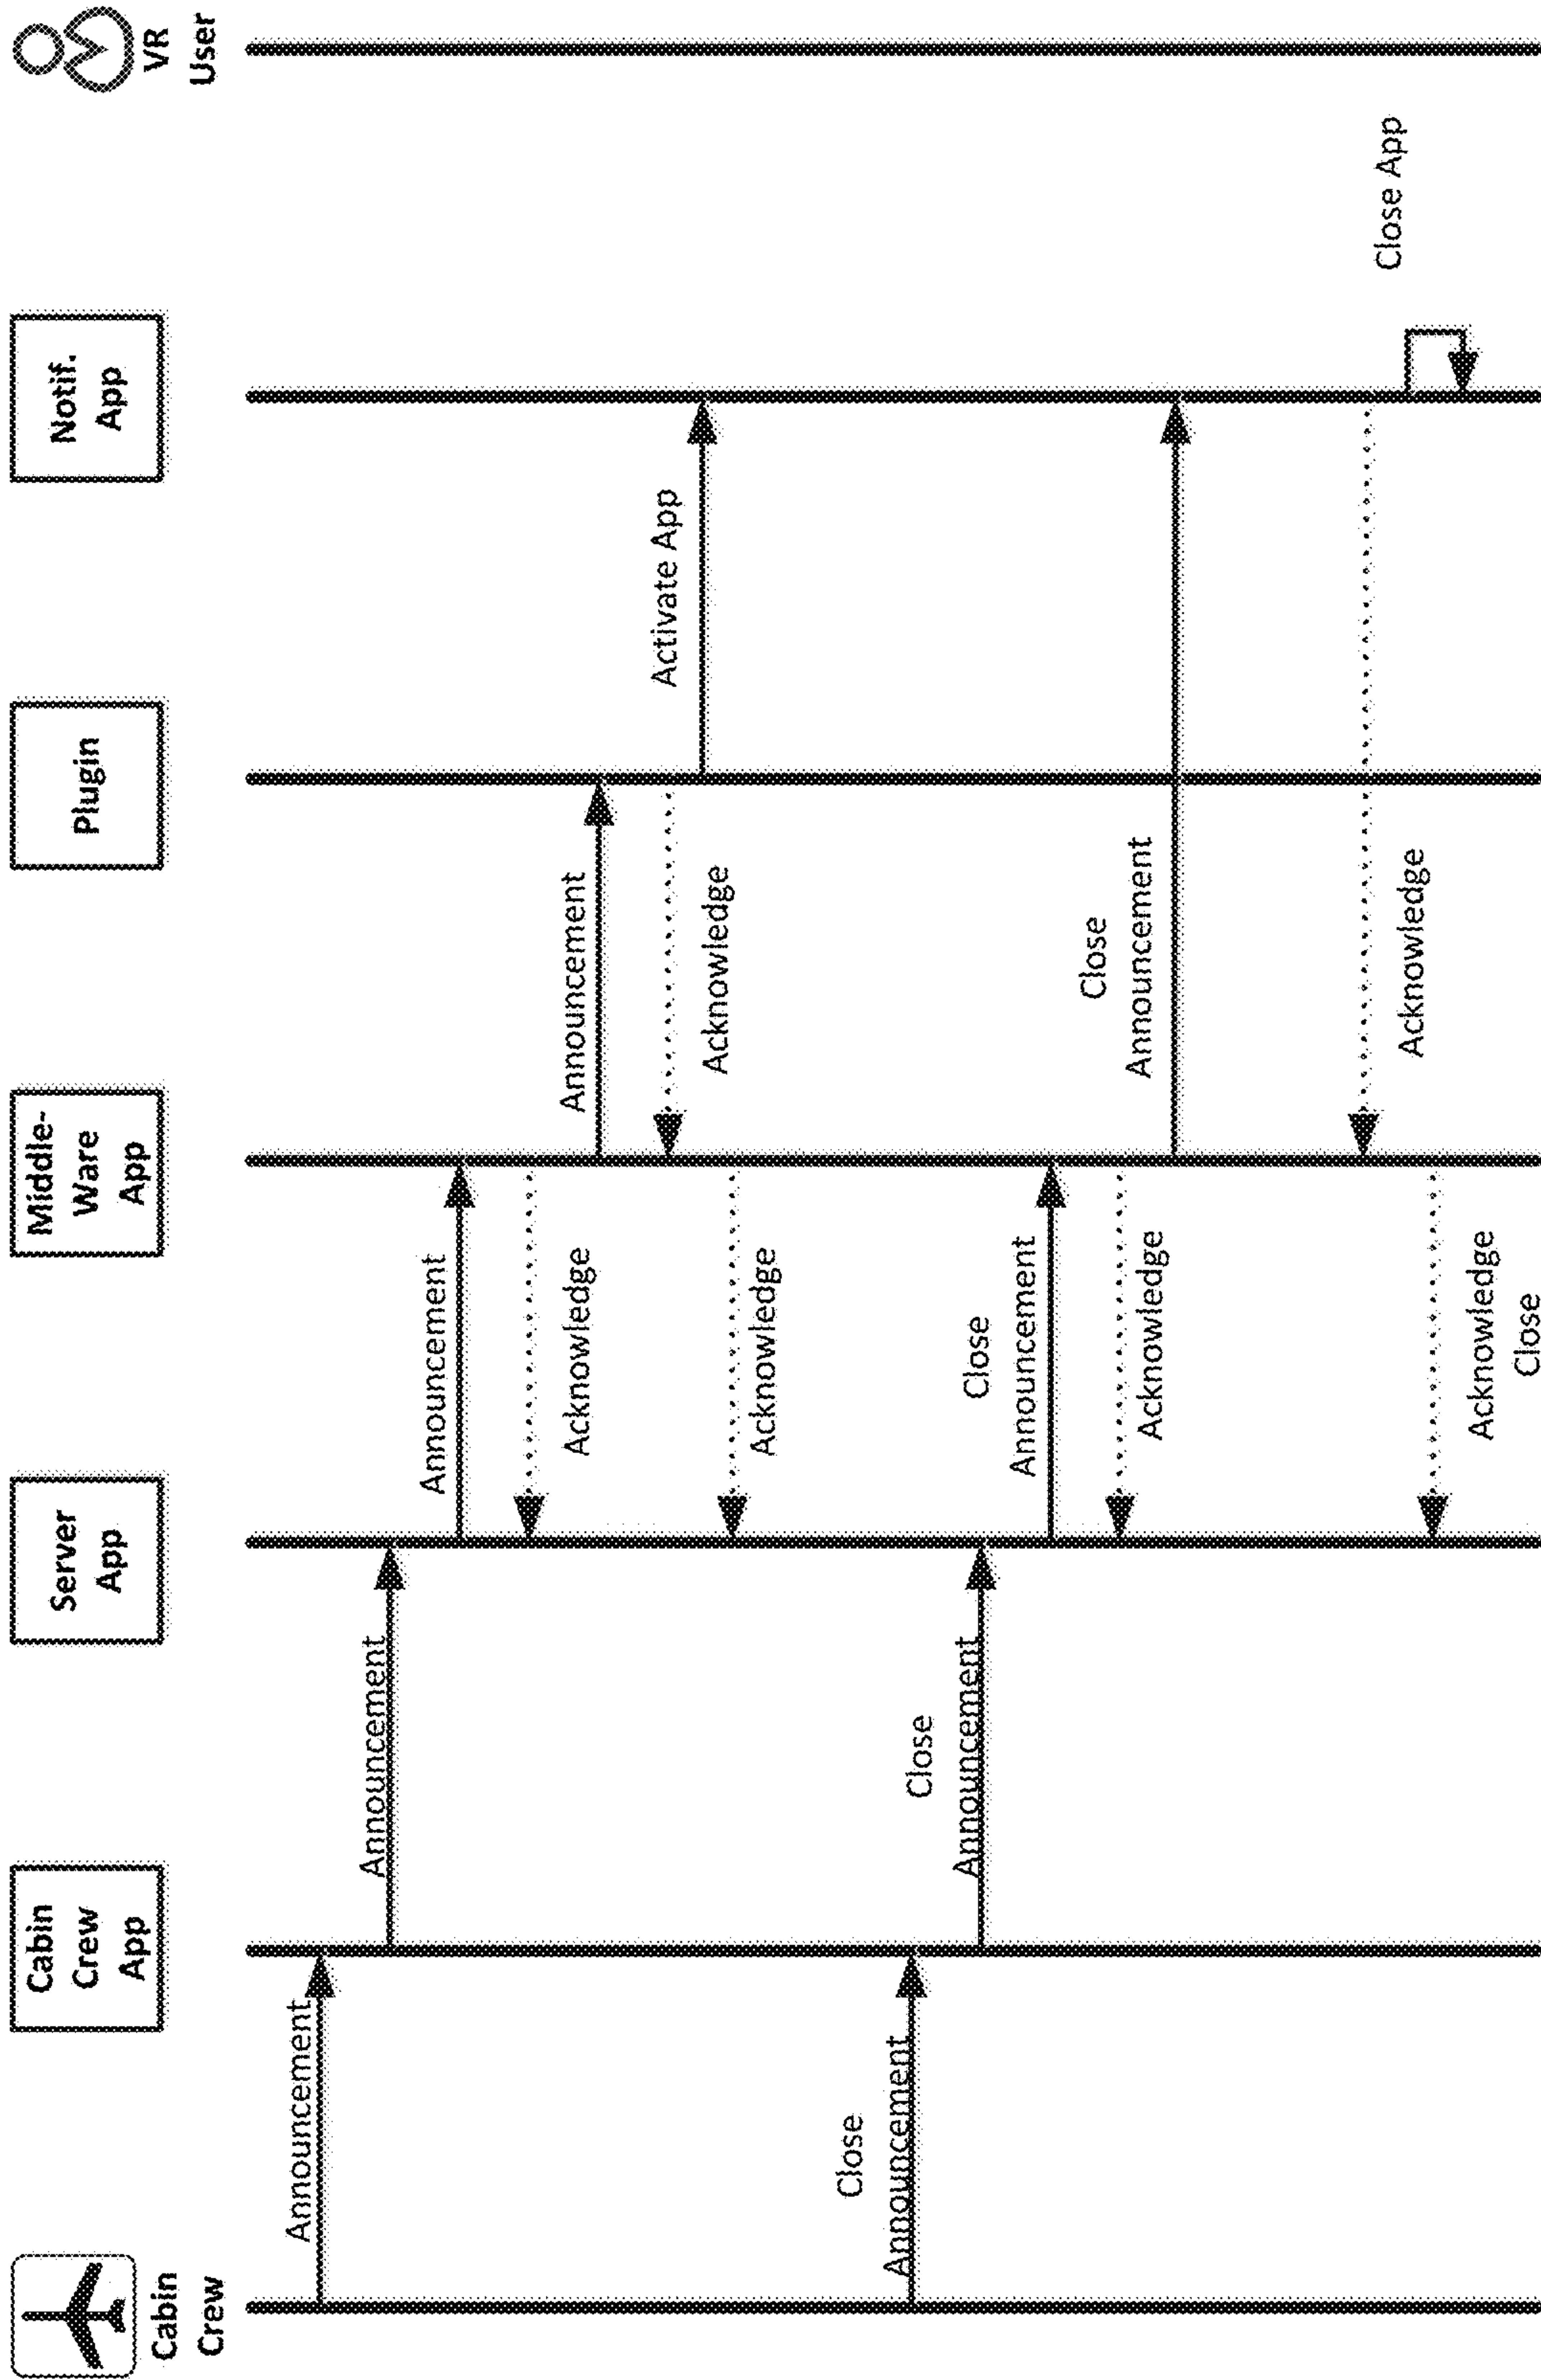 Cabin
Crew
Cabin
Crew
App
Server
App
Middle-
Ware
App
Plugin
Notif.
App
VR
User
Announcement
Announcement
Announcement
Acknowledge
Announcement
Acknowledge
Activate App
Acknowledge
Close
Announcement
Close
Announcement
Close
Announcement
Acknowledge
Close
Announcement
Acknowledge
Close App
Acknowledge
Close